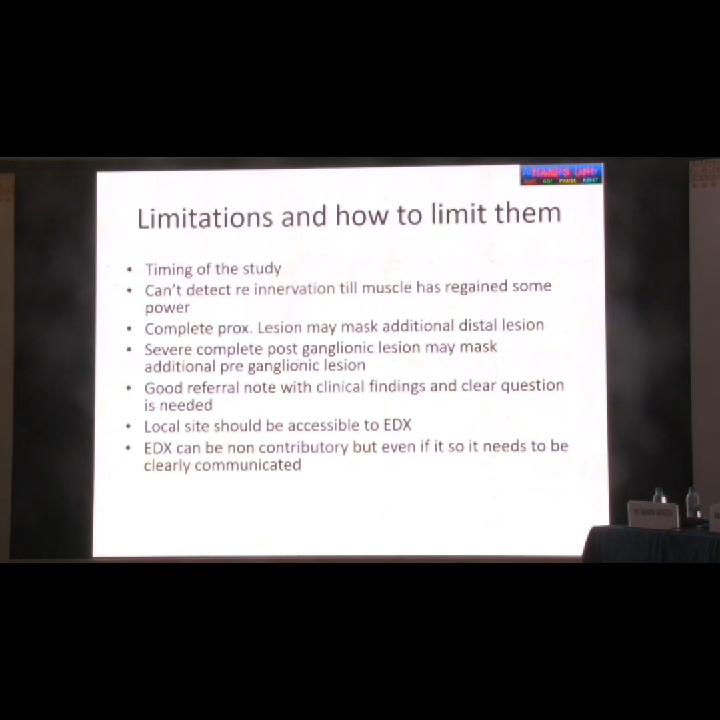 Limitations and how to limit them
• Timing of the study
• Can't detect re innervation till muscle has regained some
power
• Complete prox. Lesion may mask additional distal lesion
• Severe complete post ganglionic lesion may mask
additional pre ganglionic lesion
• Good referral note with clinical findings and clear question
is needed
• Local site should be accessible to EDX
• EDX can be non contributory but even if it so it needs to be
clearly communicated